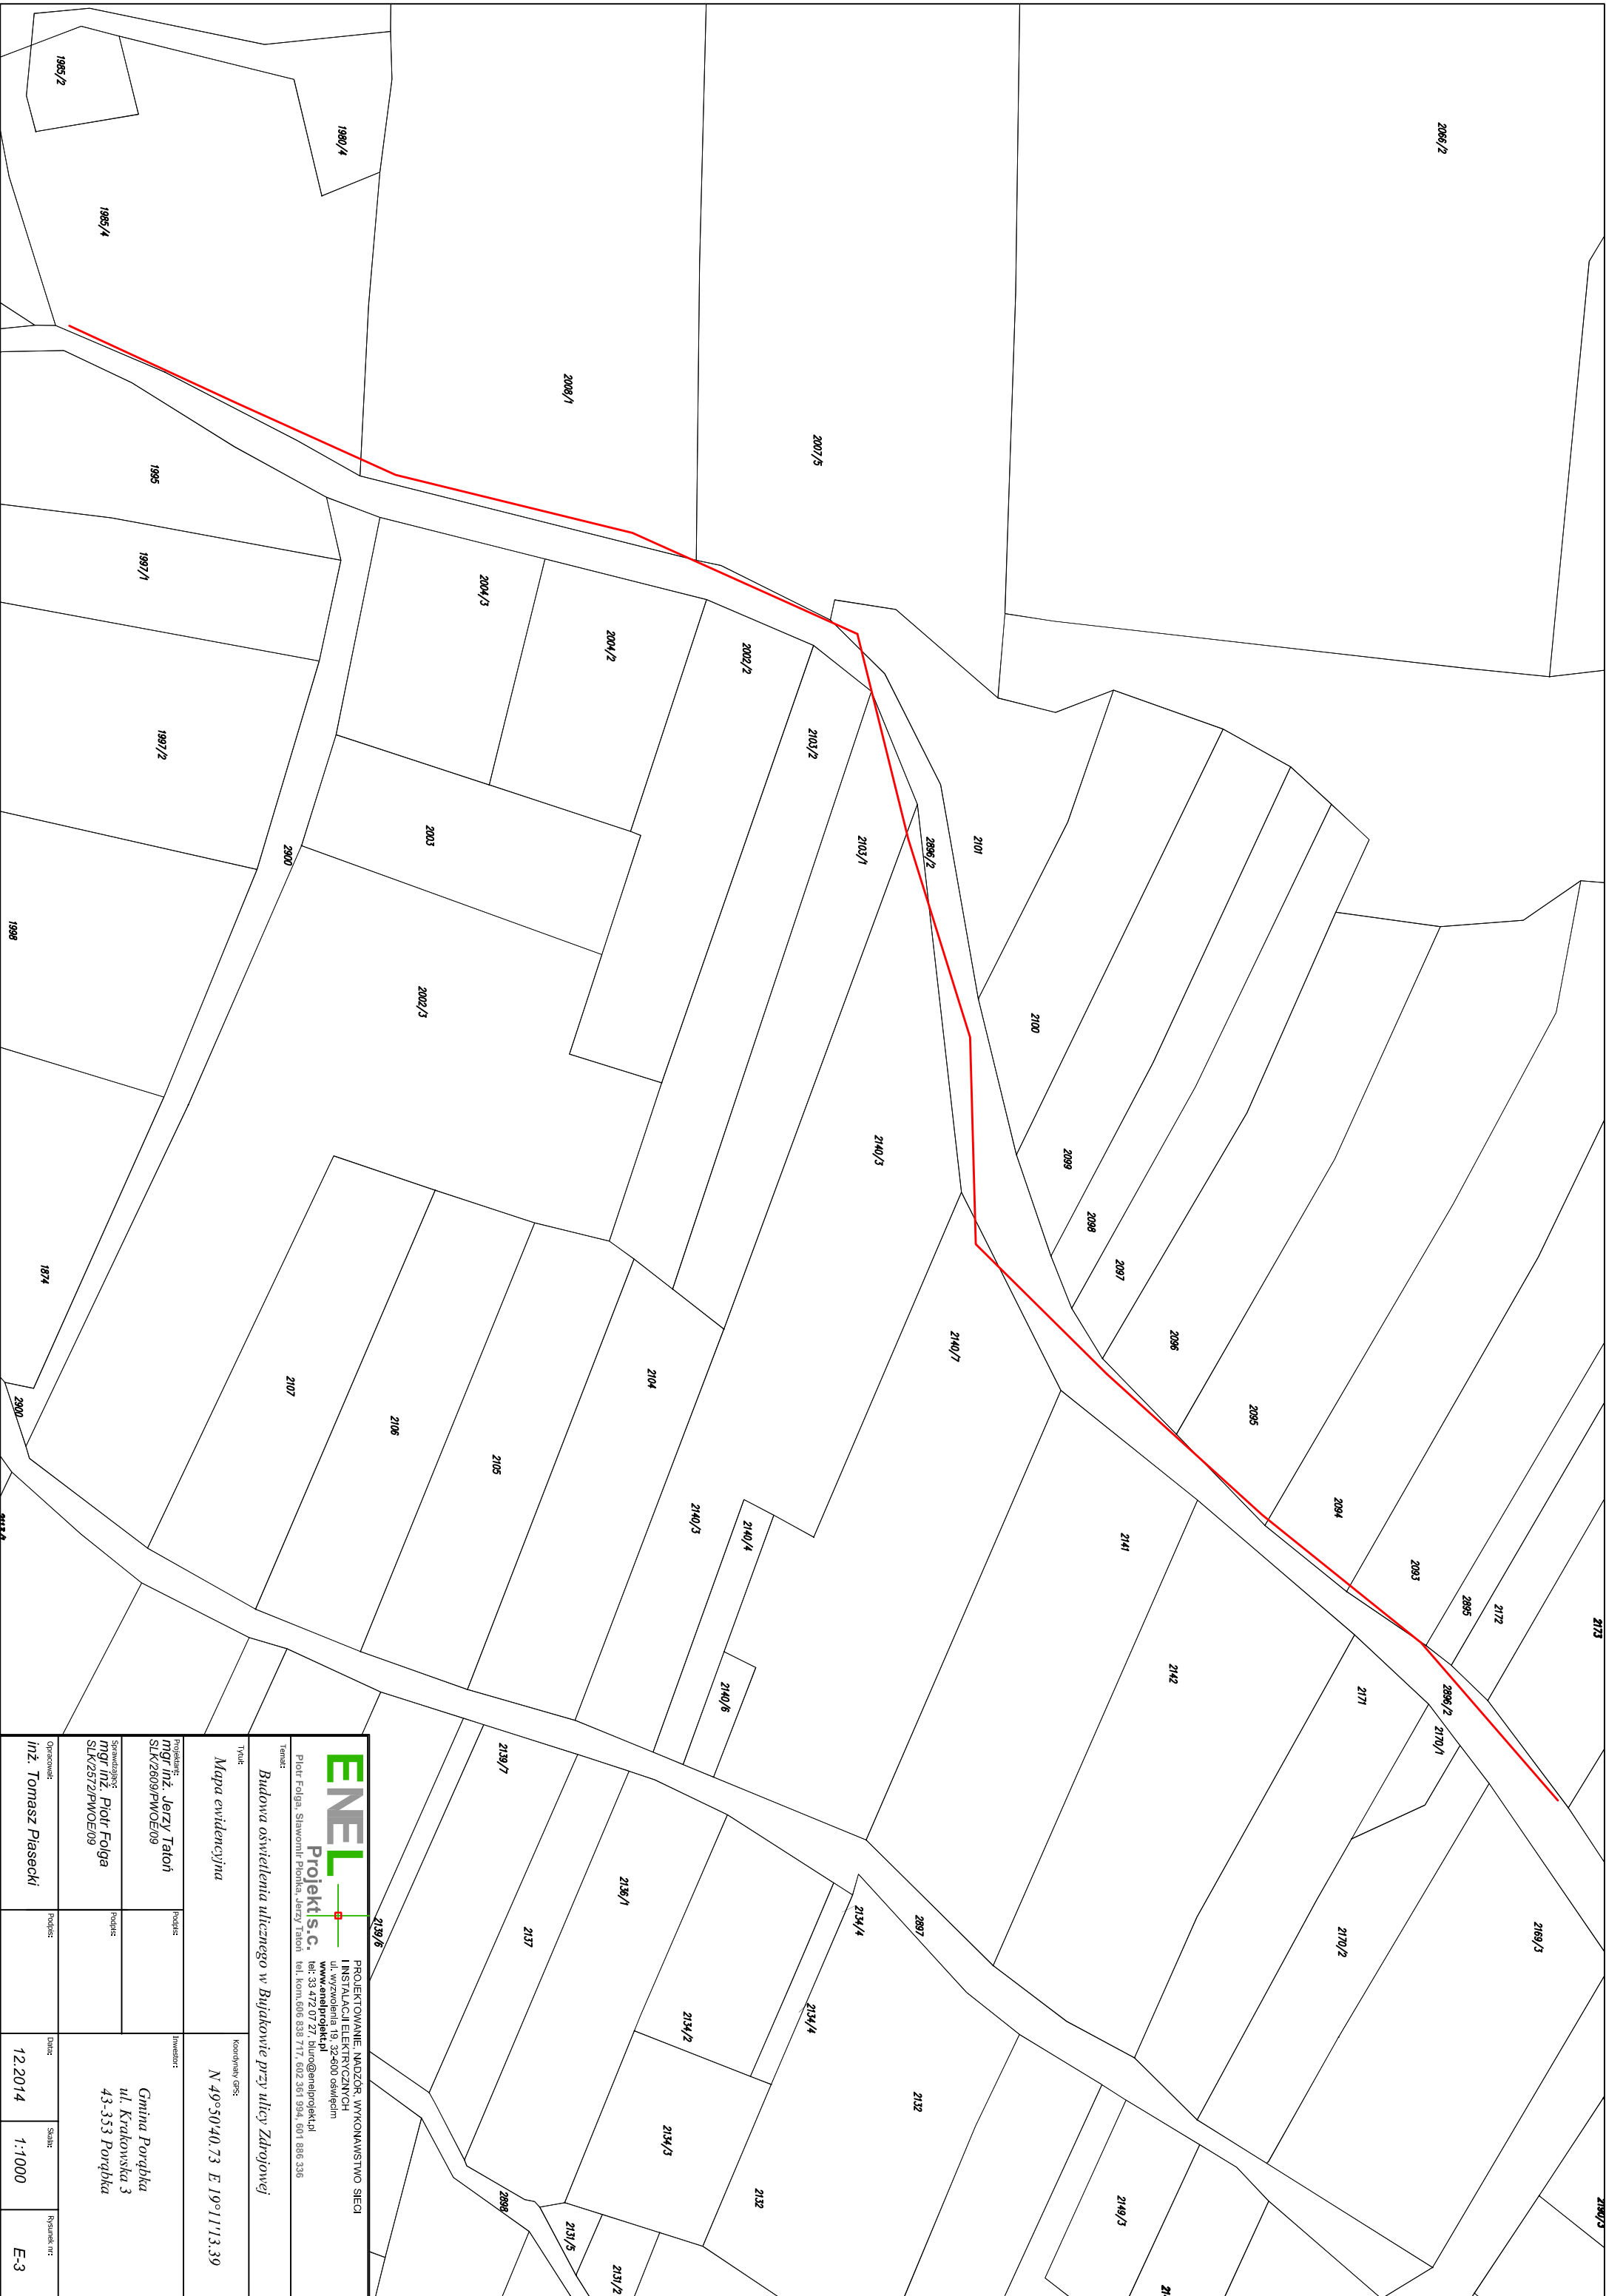 1985/2
1980/4
1985/4
2066/2
2008/1
2007/5
1995
1997/1
1997/2
1998
2004/3
2004/2
2002/2
2103/2
2103/1
2896/2
2101
2003
2900
2002/3
2100
2099
2098
2097
2096
2095
2094
2093
2895
2172
2173
2140/3
2140/7
1874
2900
2107
2106
2105
2104
2140/3
2140/4
2140/6
2141
2142
2171
2896/2
2170/1
2170/2
2169/3
2139/7
2139/6
2137
2136/1
2134/4
2897
2134/4
2134/2
2134/3
2132
2132
2149/3
2898
2131/5
2131/2
ENEL
Projekt s.c.
Piotr Folga, Sławomir Płonka, Jerzy Tatoń
PROJEKTOWANIE, NADZÓR, WYKONAWSTWO SIECI
I INSTALACJI ELEKTRYCZNYCH
ul. wyzwolenia 19, 32-600 oświęcim
www.enelprojekt.pl
tel: 33 472 07 27, biuro@enelprojekt.pl
tel. kom.606 838 717, 602 361 994, 601 886 336
Temat:
Budowa oświetlenia ulicznego w Bujakowie przy ulicy Zdrojowej
Tytuł:
Mapa ewidencyjna
Koordynaty GPS:
N 49°50'40.73 E 19°11'13.39
Projektant:
mgr inż. Jerzy Tatoń
SLK/2609/PWOE/09
Podpis:
Inwestor:
Gmina Porąbka
ul. Krakowska 3
43-353 Porąbka
Sprawdzający:
mgr inż. Piotr Folga
SLK/2572/PWOE/09
Podpis:
Opracował:
inż. Tomasz Piasecki
Podpis:
Data:
12.2014
Skala:
1:1000
Rysunek nr:
E-3